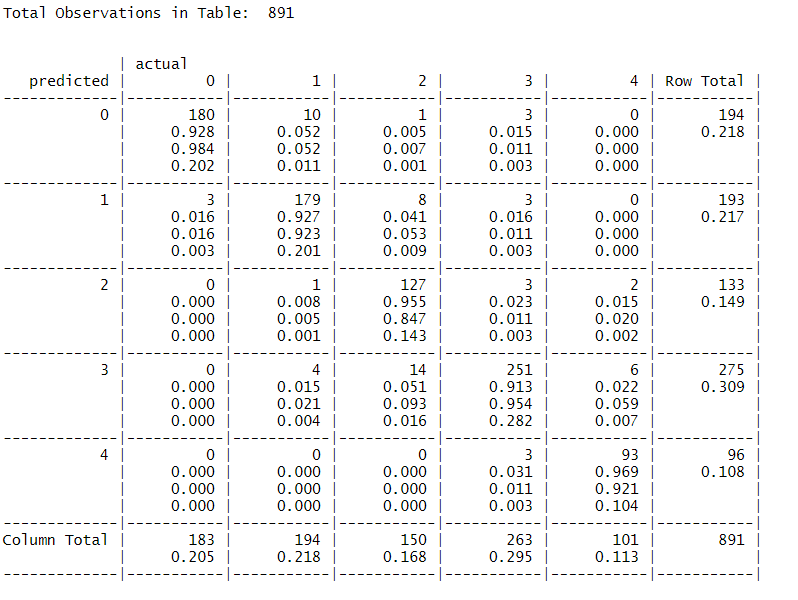 Total Observations in Table:  891
             | actual
   predicted |         0 |         1 |         2 |         3 |         4 | Row Total |
-------------|-----------|-----------|-----------|-----------|-----------|-----------|
           0 |       180 |        10 |         1 |         3 |         0 |       194 |
             |     0.928 |     0.052 |     0.005 |     0.015 |     0.000 |     0.218 |
             |     0.984 |     0.052 |     0.007 |     0.011 |     0.000 |           |
             |     0.202 |     0.011 |     0.001 |     0.003 |     0.000 |           |
-------------|-----------|-----------|-----------|-----------|-----------|-----------|
           1 |         3 |       179 |         8 |         3 |         0 |       193 |
             |     0.016 |     0.927 |     0.041 |     0.016 |     0.000 |     0.217 |
             |     0.016 |     0.923 |     0.053 |     0.011 |     0.000 |           |
             |     0.003 |     0.201 |     0.009 |     0.003 |     0.000 |           |
-------------|-----------|-----------|-----------|-----------|-----------|-----------|
           2 |         0 |         1 |       127 |         3 |         2 |       133 |
             |     0.000 |     0.008 |     0.955 |     0.023 |     0.015 |     0.149 |
             |     0.000 |     0.005 |     0.847 |     0.011 |     0.020 |           |
             |     0.000 |     0.001 |     0.143 |     0.003 |     0.002 |           |
-------------|-----------|-----------|-----------|-----------|-----------|-----------|
           3 |         0 |         4 |        14 |       251 |         6 |       275 |
             |     0.000 |     0.015 |     0.051 |     0.913 |     0.022 |     0.309 |
             |     0.000 |     0.021 |     0.093 |     0.954 |     0.059 |           |
             |     0.000 |     0.004 |     0.016 |     0.282 |     0.007 |           |
-------------|-----------|-----------|-----------|-----------|-----------|-----------|
           4 |         0 |         0 |         0 |         3 |        93 |        96 |
             |     0.000 |     0.000 |     0.000 |     0.031 |     0.969 |     0.108 |
             |     0.000 |     0.000 |     0.000 |     0.011 |     0.921 |           |
             |     0.000 |     0.000 |     0.000 |     0.003 |     0.104 |           |
-------------|-----------|-----------|-----------|-----------|-----------|-----------|
Column Total |       183 |       194 |       150 |       263 |       101 |       891 |
             |     0.205 |     0.218 |     0.168 |     0.295 |     0.113 |           |
-------------|-----------|-----------|-----------|-----------|-----------|-----------|